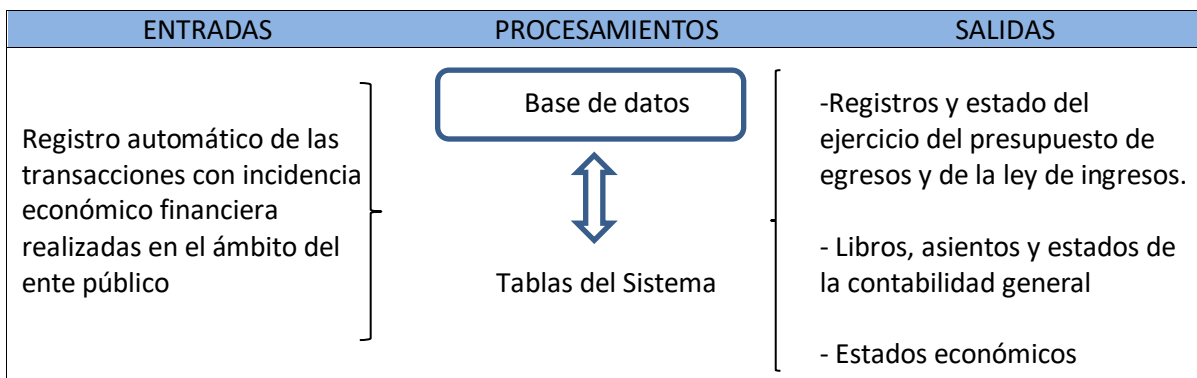 ENTRADAS PROCESAMIENTOS SALIDAS
Registro automático de las
transacciones con incidencia
económico financiera
realizadas en el ámbito del
ente público
Base de datos
Tablas del Sistema
-Registros y estado del
ejercicio del presupuesto de
egresos y de la ley de ingresos.
- Libros, asientos y estados de
la contabilidad general
- Estados económicos